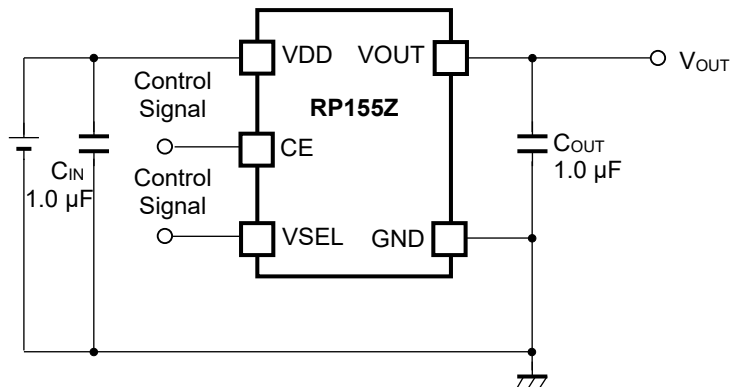 VDD VOUT
VOUT
Control
Signal
RP155Z
CE
CIN
1.0 µF
COUT
1.0 µF
Control
Signal
VSEL GND